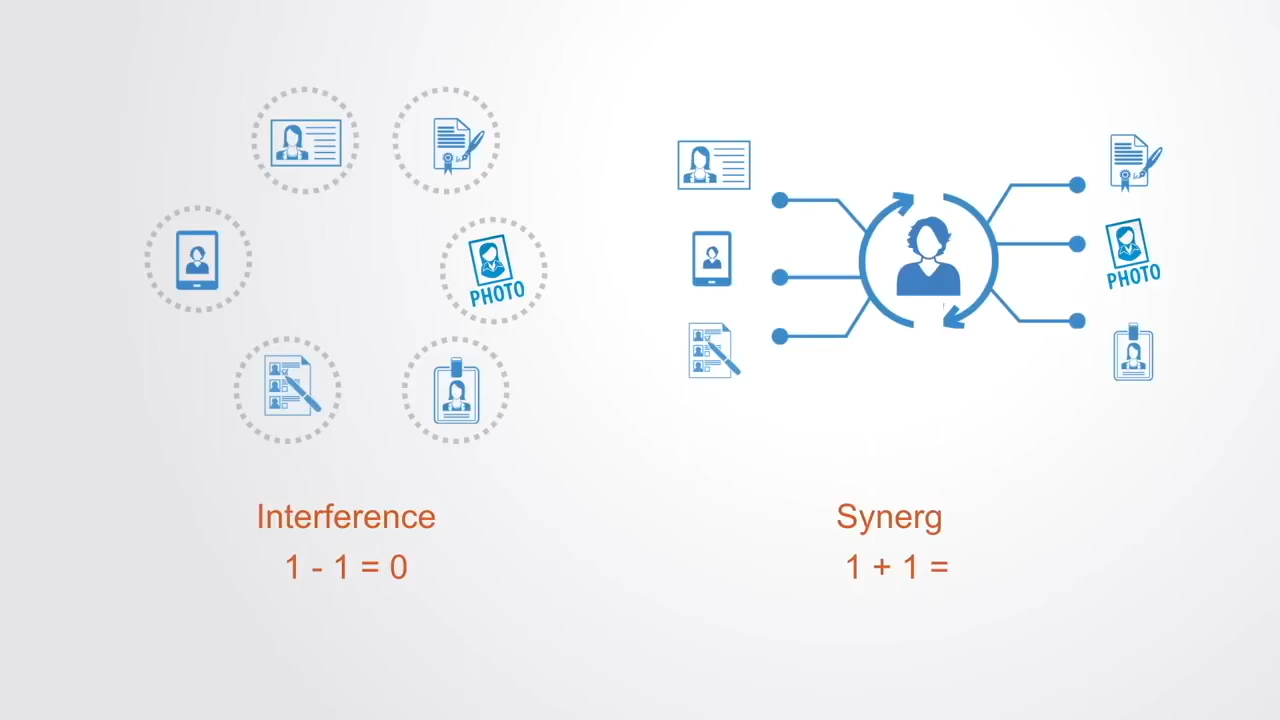 PHOTO
PHOTO
Interference
Synerg
1 - 1 = 0
1 + 1 =